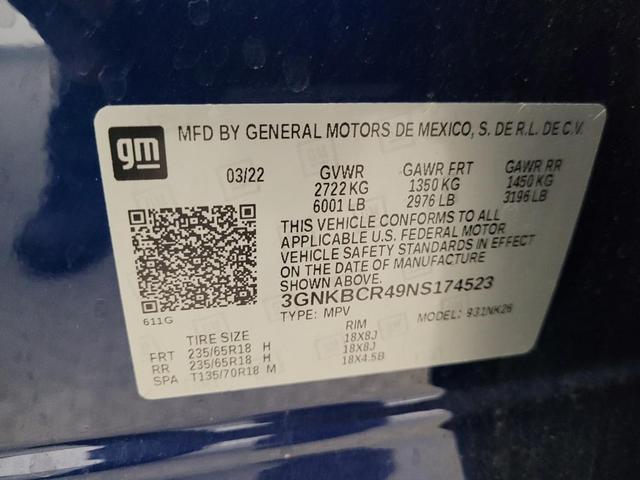 gm
MFD BY GENERAL MOTORS DE MEXICO, S. DE R.L. DE C.V.
03/22 GVWR GAWR FRT GAWR RR
2722 KG 1350 KG 1450 KG
6001 LB 2976 LB 3196 LB
THIS VEHICLE CONFORMS TO ALL
APPLICABLE U.S. FEDERAL MOTOR
VEHICLE SAFETY STANDARDS IN EFFECT
ON THE DATE OF MANUFACTURE
SHOWN ABOVE.
3GNKBCR49NS174523
611G
TYPE: MPV MODEL: 931NK26
TIRE SIZE RIM
FRT 235/65R18 H 18X8J
RR 235/65R18 H 18X8J
SPA T135/70R18 M 18X4.5B